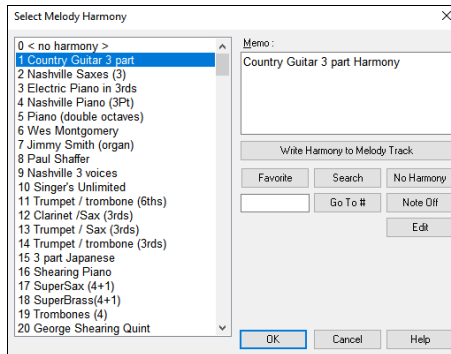 Select Melody Harmony
0 < no harmony >
1 Country Guitar 3 part
2 Nashville Saxes (3)
3 Electric Piano in 3rds
4 Nashville Piano (3Pt)
5 Piano (double octaves)
6 Wes Montgomery
7 Jimmy Smith (organ)
8 Paul Shaffer
9 Nashville 3 voices
10 Singer's Unlimited
11 Trumpet / trombone (6ths)
12 Clarinet /Sax (3rds)
13 Trumpet / Sax (3rds)
14 Trumpet / trombone (3rds)
15 3 part Japanese
16 Shearing Piano
17 SuperSax (4+1)
18 SuperBrass(4+1)
19 Trombones (4)
20 George Shearing Quint
Memo :
Country Guitar 3 part Harmony
Write Harmony to Melody Track
Favorite Search No Harmony
Go To # Note Off
Edit
OK Cancel Help